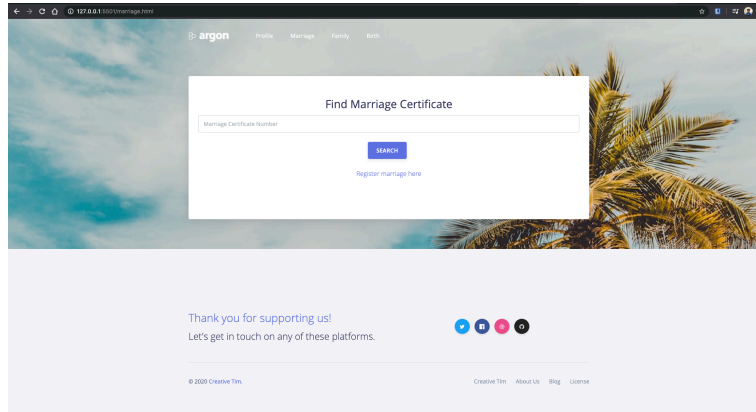 127.0.0.1:5501/marriage.html
argon
Profile Marriage Family Birth
Find Marriage Certificate
Marriage Certificate Number
SEARCH
Register marriage here
Thank you for supporting us!
Let's get in touch on any of these platforms.
© 2020 Creative Tim.
Creative Tim About Us Blog License